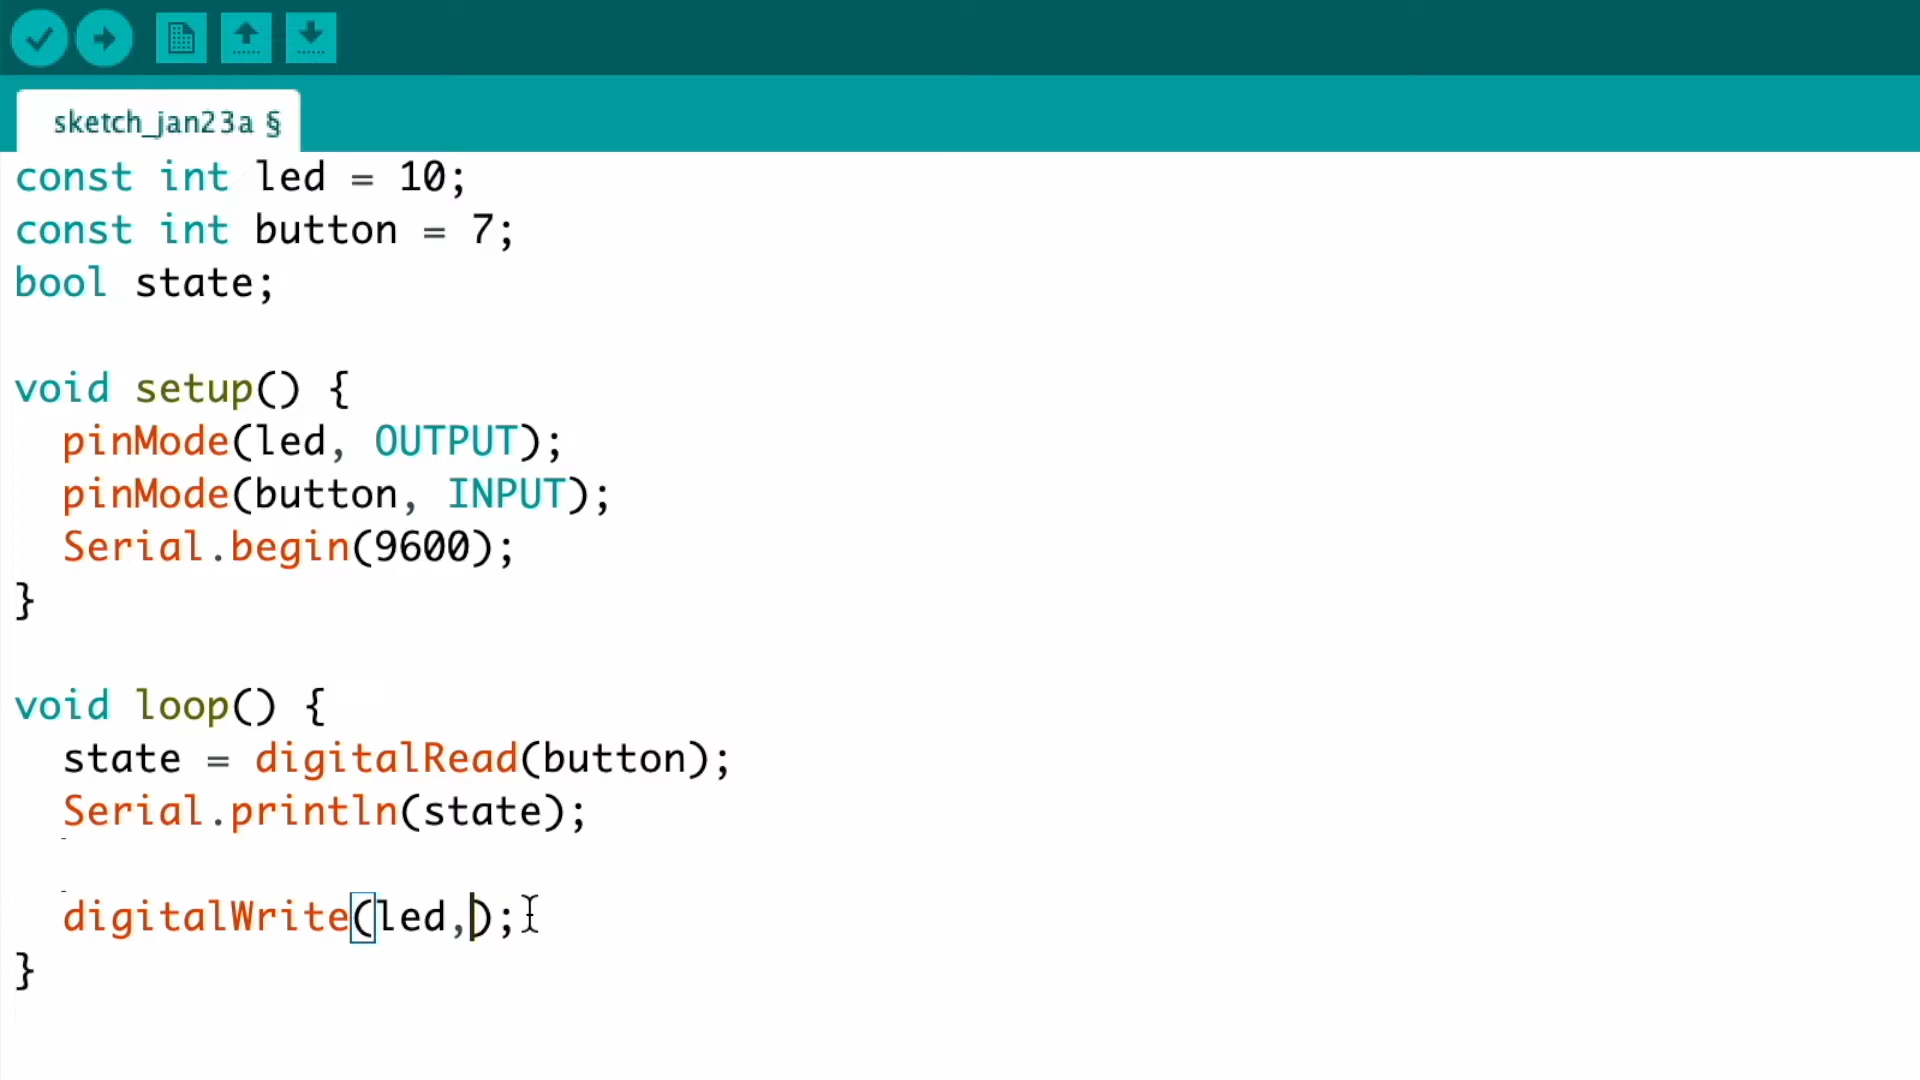 sketch_jan23a §
const int led = 10;
const int button = 7;
bool state;
void setup() {
  pinMode(led, OUTPUT);
  pinMode(button, INPUT);
  Serial.begin(9600);
}
void loop() {
  state = digitalRead(button);
  Serial.println(state);
  digitalWrite(led,);
}